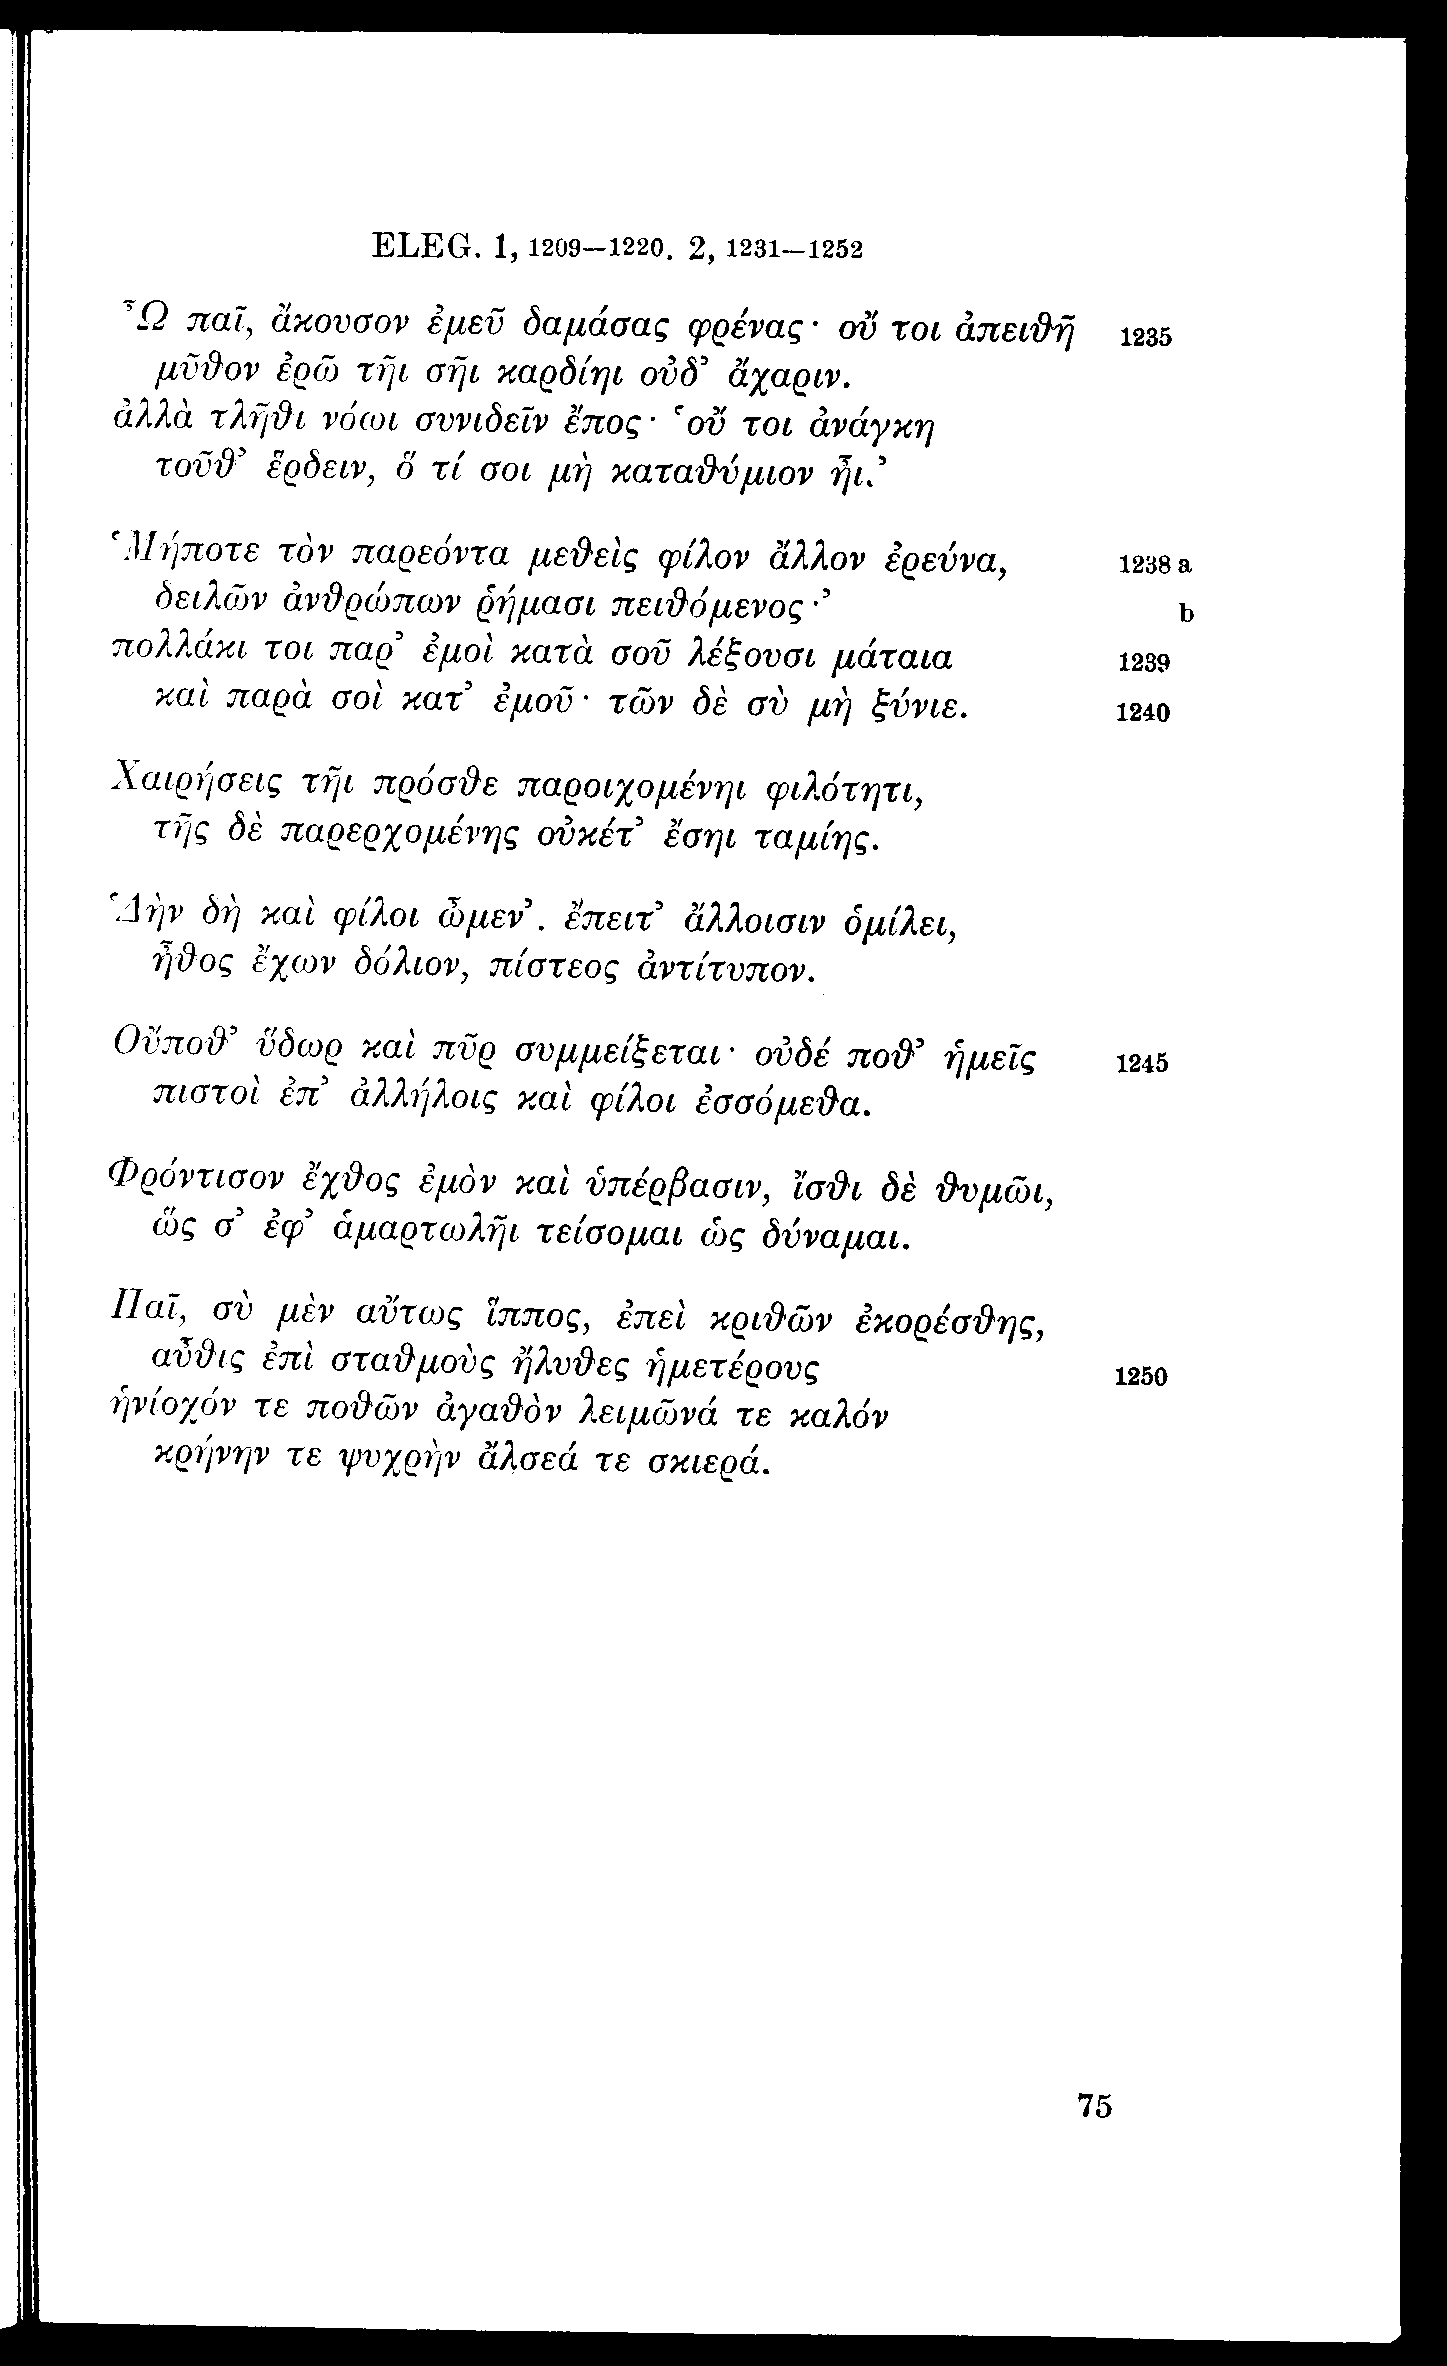 ELEG. 1, 1209—1220. 2, 1231—1252
Ὦ παῖ, ἄκουσον ἐμεῦ δαμάσας φρένας· οὔ τοι ἀπειθῆ 1235
μῦθον ἐρῶ τῆι σῆι καρδίηι οὐδ’ ἄχαριν.
ἀλλὰ τλῆθι νόωι συνιδεῖν ἔπος· ‘οὔ τοι ἀνάγκη
τοῦθ’ ἕρδειν, ὅ τί σοι μὴ καταθύμιον ἦι.’
‘Μήποτε τὸν παρεόντα μεθεὶς φίλον ἄλλον ἐρεύνα, 1238 a
δειλῶν ἀνθρώπων ῥήμασι πειθόμενος·’ b
πολλάκι τοι παρ’ ἐμοὶ κατὰ σοῦ λέξουσι μάταια 1239
καὶ παρὰ σοὶ κατ’ ἐμοῦ· τῶν δὲ σὺ μὴ ξύνιε. 1240
Χαιρήσεις τῆι πρόσθε παροιχομένηι φιλότητι,
τῆς δὲ παρερχομένης οὐκέτ’ ἔσηι ταμίης.
‘Δὴν δὴ καὶ φίλοι ὦμεν’. ἔπειτ’ ἄλλοισιν ὁμίλει,
ἦθος ἔχων δόλιον, πίστεος ἀντίτυπον.
Οὔποθ’ ὕδωρ καὶ πῦρ συμμείξεται· οὐδέ ποθ’ ἡμεῖς 1245
πιστοὶ ἐπ’ ἀλλήλοις καὶ φίλοι ἐσσόμεθα.
Φρόντισον ἔχθος ἐμὸν καὶ ὑπέρβασιν, ἴσθι δὲ θυμῶι,
ὥς σ’ ἐφ’ ἁμαρτωλῆι τείσομαι ὡς δύναμαι.
Παῖ, σὺ μὲν αὔτως ἵππος, ἐπεὶ κριθῶν ἐκορέσθης,
αὖθις ἐπὶ σταθμοὺς ἤλυθες ἡμετέρους 1250
ἡνίοχόν τε ποθῶν ἀγαθὸν λειμῶνά τε καλόν
κρήνην τε ψυχρὴν ἄλσεά τε σκιερά.
75